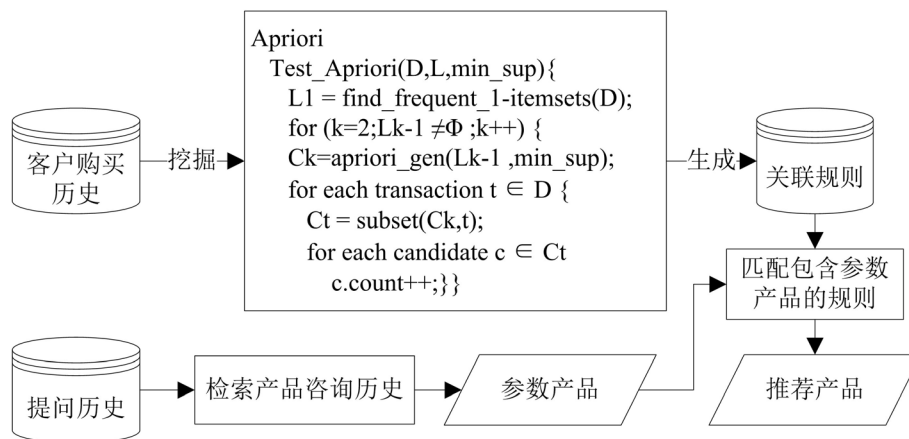 Apriori
Test_Apriori(D,L,min_sup){
L1 = find_frequent_1-itemsets(D);
for (k=2;Lk-1 ≠Φ ;k++) {
Ck=apriori_gen(Lk-1 ,min_sup);
for each transaction t ∈ D {
Ct = subset(Ck,t);
for each candidate c ∈ Ct
c.count++;}}
客户购买
历史
挖掘
生成
关联规则
匹配包含参数
产品的规则
提问历史
检索产品咨询历史
参数产品
推荐产品